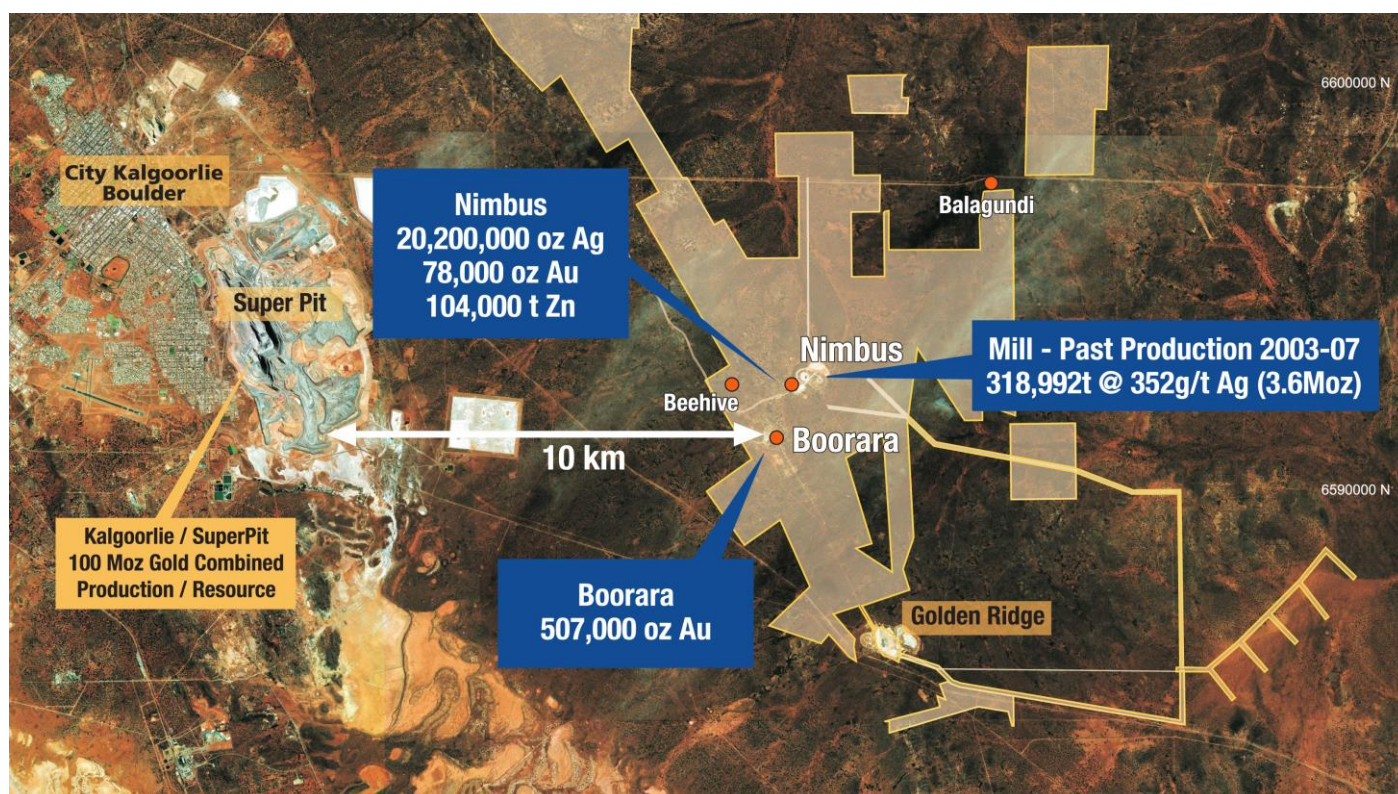 6600000 N
City Kalgoorlie
Boulder
Nimbus
20,200,000 oz Ag
78,000 oz Au
104,000 t Zn
Balagundi
Super Pit
Nimbus
Mill - Past Production 2003-07
318,992t @ 352g/t Ag (3.6Moz)
Beehive
Boorara
10 km
6590000 N
Kalgoorlie / SuperPit
100 Moz Gold Combined
Production / Resource
Boorara
507,000 oz Au
Golden Ridge